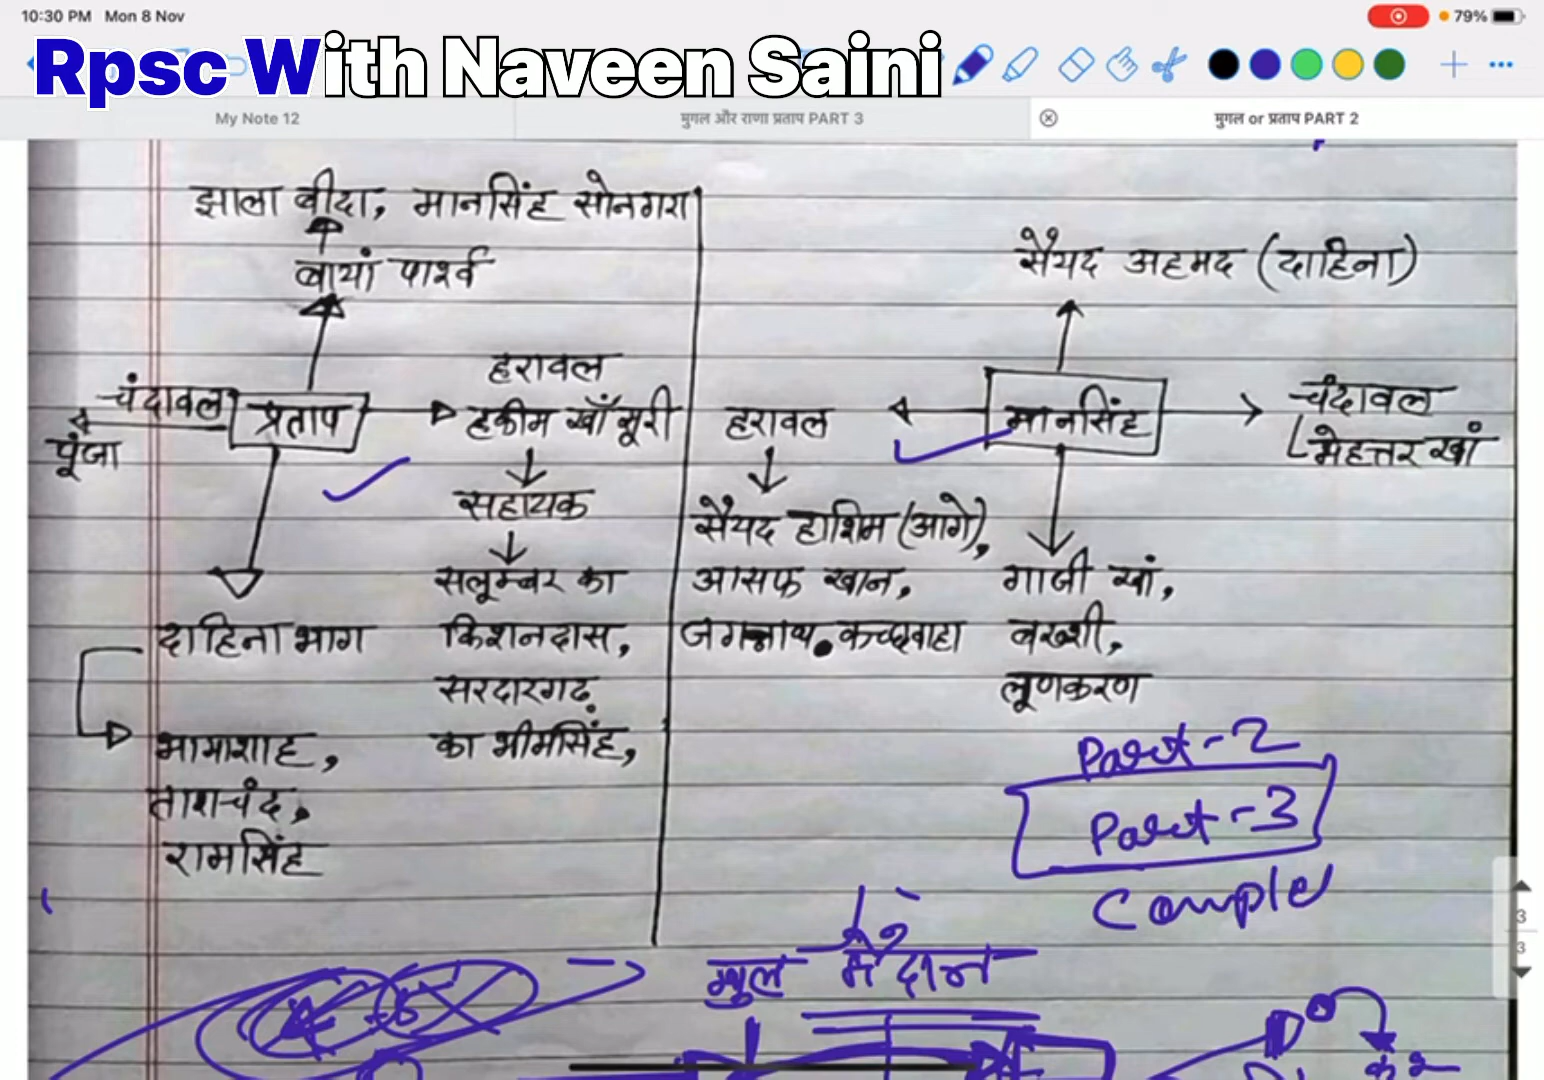 10:30 PM Mon 8 Nov
79%
Rpsc With Naveen Saini
My Note 12
मुगल और राणा प्रताप PART 3
मुगल or प्रताप PART 2
झाला बीदा, मानसिंह सोनगरा
बायां पार्श्व
हरावल
चंदावल
प्रताप
हकीम खाँ सूरी
पूंजा
सहायक
सलूम्बर का
किशनदास,
सरदारगढ़
का भीमसिंह,
दाहिना भाग
भामाशाह,
ताराचंद,
रामसिंह
सैयद अहमद (दाहिना)
हरावल
मानसिंह
चंदावल
मेहत्तर खां
सैयद हाशिम (आगे),
आसफ खान,
जगन्नाथ कच्छवाहा
गाजी खां,
बख्शी,
लूणकरण
Part-2
Part-3
Comple
3
3